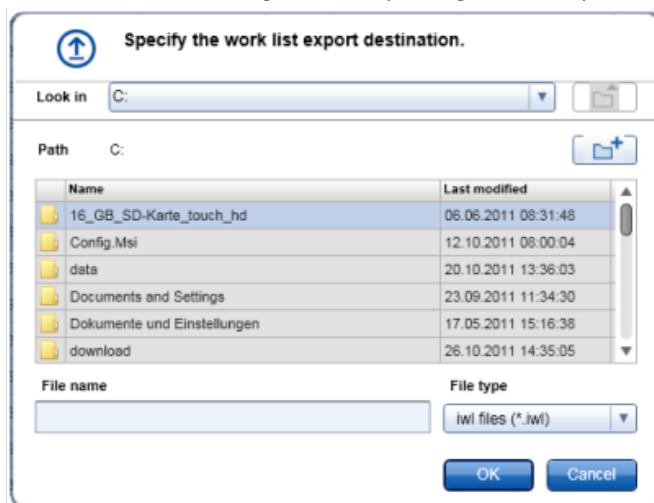 Specify the work list export destination.
Look in C:
Path C:
Name Last modified
16_GB_SD-Karte_touch_hd 06.06.2011 08:31:48
Config.Msi 12.10.2011 08:00:04
data 20.10.2011 13:36:03
Documents and Settings 23.09.2011 11:34:30
Dokumente und Einstellungen 17.05.2011 15:16:38
download 26.10.2011 14:35:05
File name File type
iwl files (*.iwl)
OK Cancel